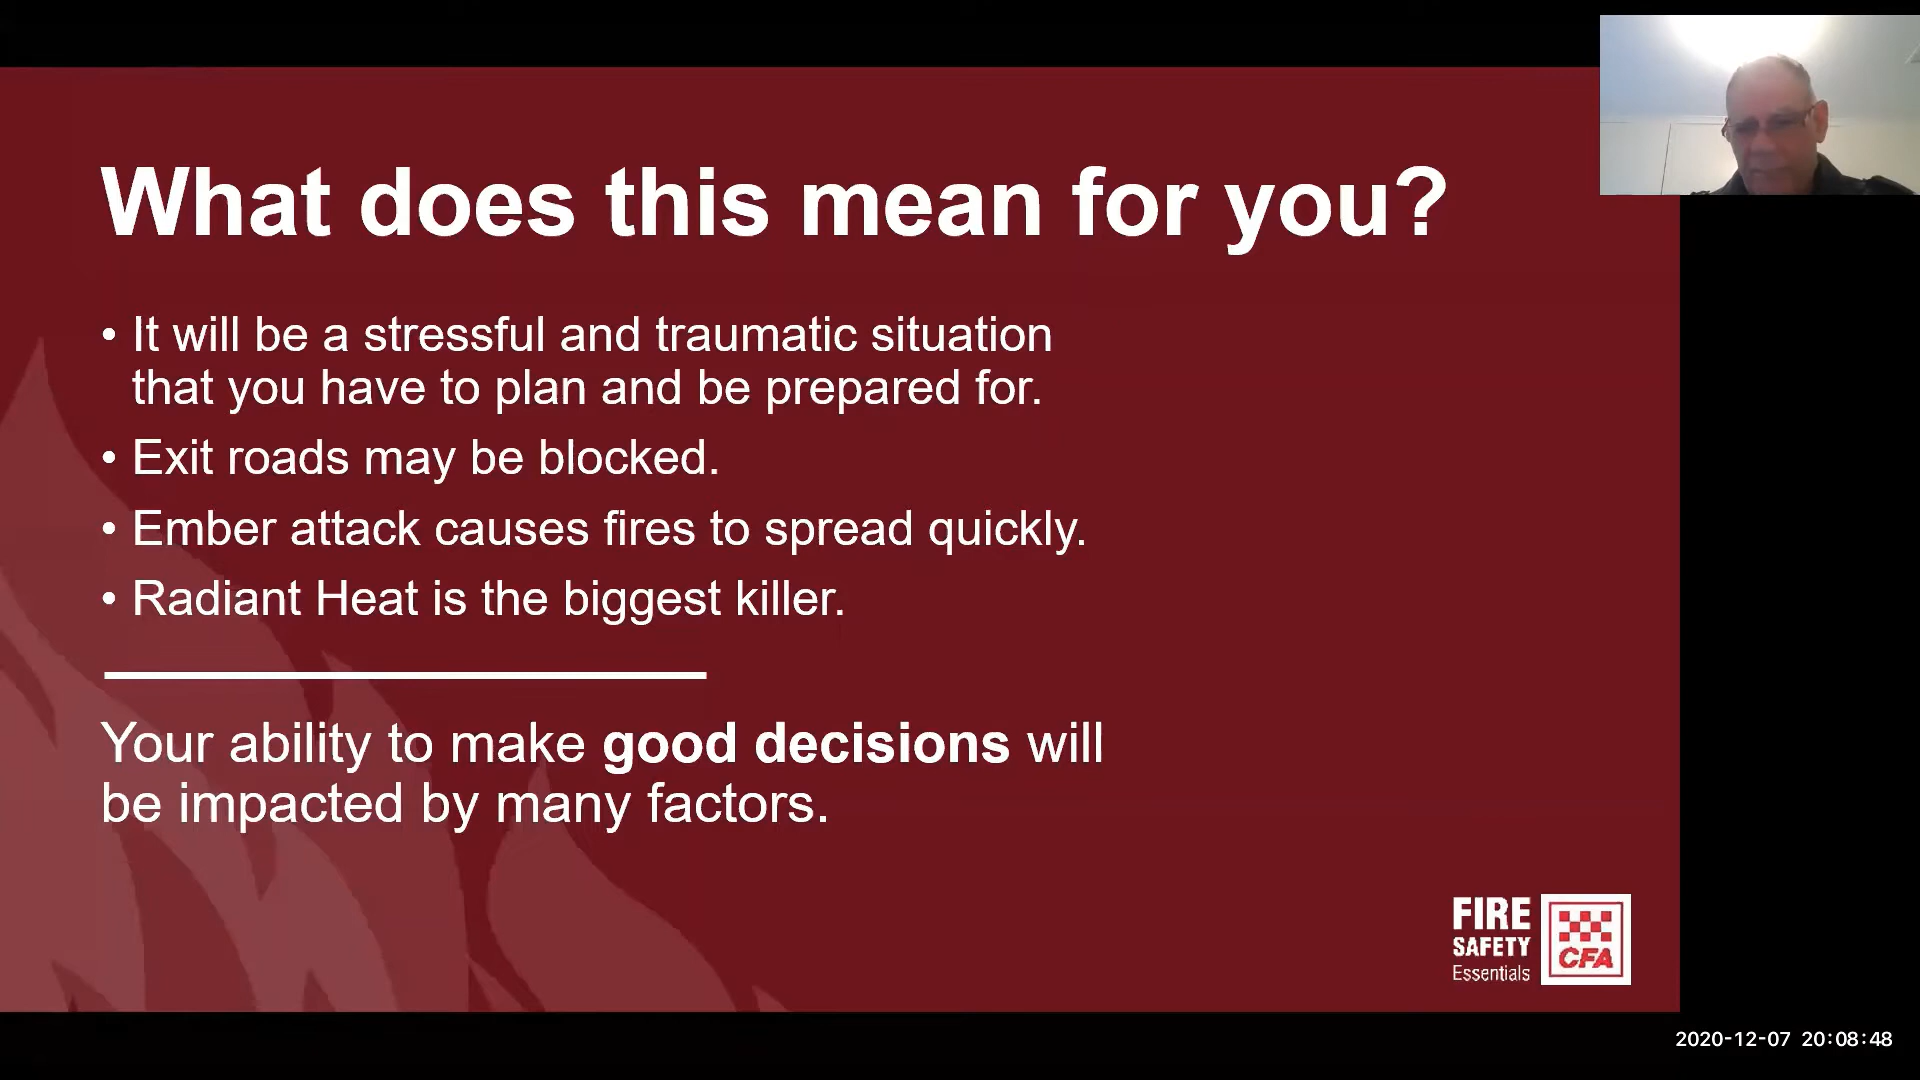 What does this mean for you?
• It will be a stressful and traumatic situation
that you have to plan and be prepared for.
• Exit roads may be blocked.
• Ember attack causes fires to spread quickly.
• Radiant Heat is the biggest killer.
Your ability to make good decisions will
be impacted by many factors.
FIRE
SAFETY
Essentials
CFA
2020-12-07 20:08:48